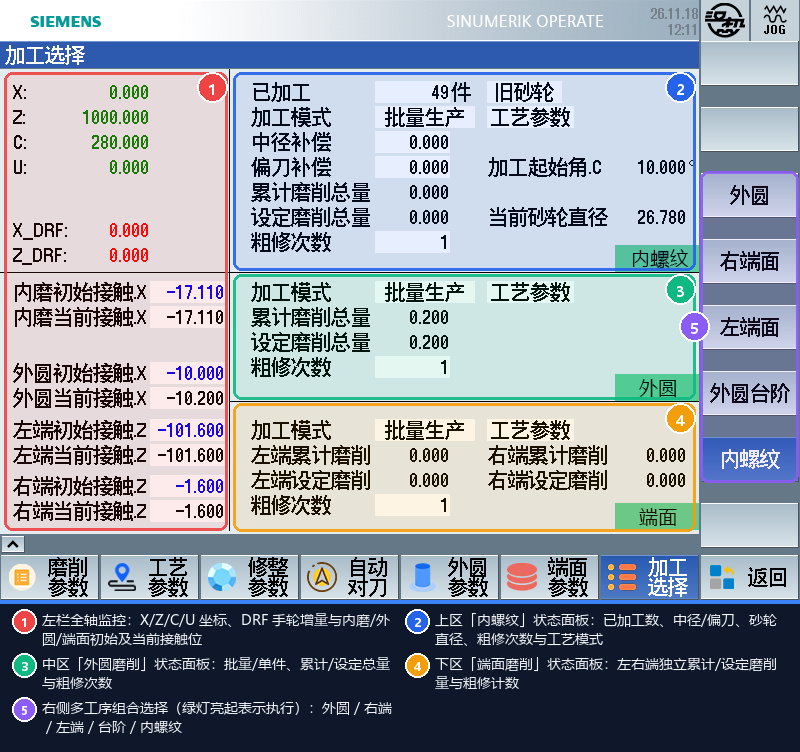 SIEMENS
SINUMERIK OPERATE
26.11.18
12:11
JOG
加工选择
X: 0.000
Z: 1000.000
C: 280.000
U: 0.000
X_DRF: 0.000
Z_DRF: 0.000
内磨初始接触.X -17.110
内磨当前接触.X -17.110
外圆初始接触.X -10.000
外圆当前接触.X -10.200
左端初始接触.Z -101.600
左端当前接触.Z -101.600
右端初始接触.Z -1.600
右端当前接触.Z -1.600
1
已加工 49件 旧砂轮
2
加工模式 批量生产 工艺参数
中径补偿 0.000
偏刀补偿 0.000 加工起始角.C 10.000°
累计磨削总量 0.000
设定磨削总量 0.000 当前砂轮直径 26.780
粗修次数 1
内螺纹
加工模式 批量生产 工艺参数
3
累计磨削总量 0.200
设定磨削总量 0.200
粗修次数 1
外圆
加工模式 批量生产 工艺参数
4
左端累计磨削 0.000 右端累计磨削 0.000
左端设定磨削 0.000 右端设定磨削 0.000
粗修次数 1
端面
外圆
右端面
5
左端面
外圆台阶
内螺纹
磨削参数
工艺参数
修整参数
自动对刀
外圆参数
端面参数
加工选择
返回
1 左栏全轴监控：X/Z/C/U 坐标、DRF 手轮增量与内磨/外
圆/端面初始及当前接触位
2 上区「内螺纹」状态面板：已加工数、中径/偏刀、砂轮
直径、粗修次数与工艺模式
3 中区「外圆磨削」状态面板：批量/单件、累计/设定总量
与粗修次数
4 下区「端面磨削」状态面板：左右端独立累计/设定磨削
量与粗修计数
5 右侧多工序组合选择（绿灯亮起表示执行）：外圆 / 右端
/ 左端 / 台阶 / 内螺纹